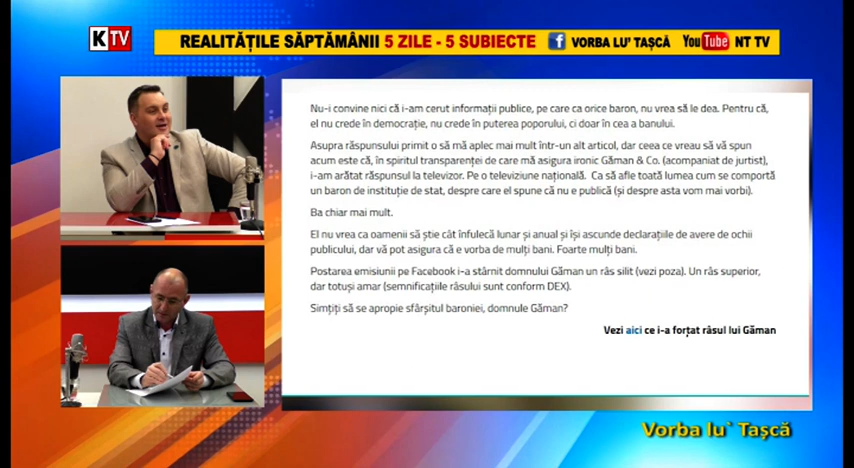 KTV
REALITĂȚILE SĂPTĂMÂNII 5 ZILE - 5 SUBIECTE f VORBA LU' TAȘCĂ YouTube NT TV
Nu-i convine nici că i-am cerut informații publice, pe care ca orice baron, nu vrea să le dea. Pentru că,
el nu crede în democrație, nu crede în puterea poporului, ci doar în cea a banului.
Asupra răspunsului primit o să mă aplec mai mult într-un alt articol, dar ceea ce vreau să vă spun
acum este că, în spiritul transparenței de care mă asigura ironic Găman & Co. (acompaniat de jurtist),
i-am arătat răspunsul la televizor. Pe o televiziune națională. Ca să afle toată lumea cum se comportă
un baron de instituție de stat, despre care el spune că nu e publică (și despre asta vom mai vorbi).
Ba chiar mai mult.
El nu vrea ca oamenii să știe cât înfulecă lunar și anual și își ascunde declarațiile de avere de ochii
publicului, dar vă pot asigura că e vorba de mulți bani. Foarte mulți bani.
Postarea emisiunii pe Facebook i-a stârnit domnului Găman un râs silit (vezi poza). Un râs superior,
dar totuși amar (semnificațiile râsului sunt conform DEX).
Simțiți să se apropie sfârșitul baroniei, domnule Găman?
Vezi aici ce i-a forțat râsul lui Găman
Vorba lu` Tașcă